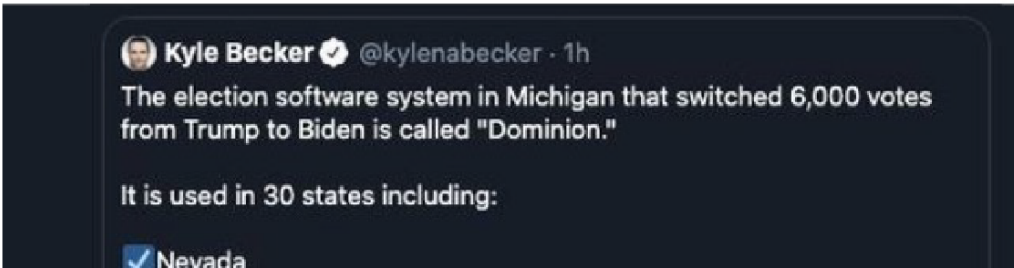 Kyle Becker @kylenabecker · 1h
The election software system in Michigan that switched 6,000 votes
from Trump to Biden is called "Dominion."
It is used in 30 states including:
Nevada